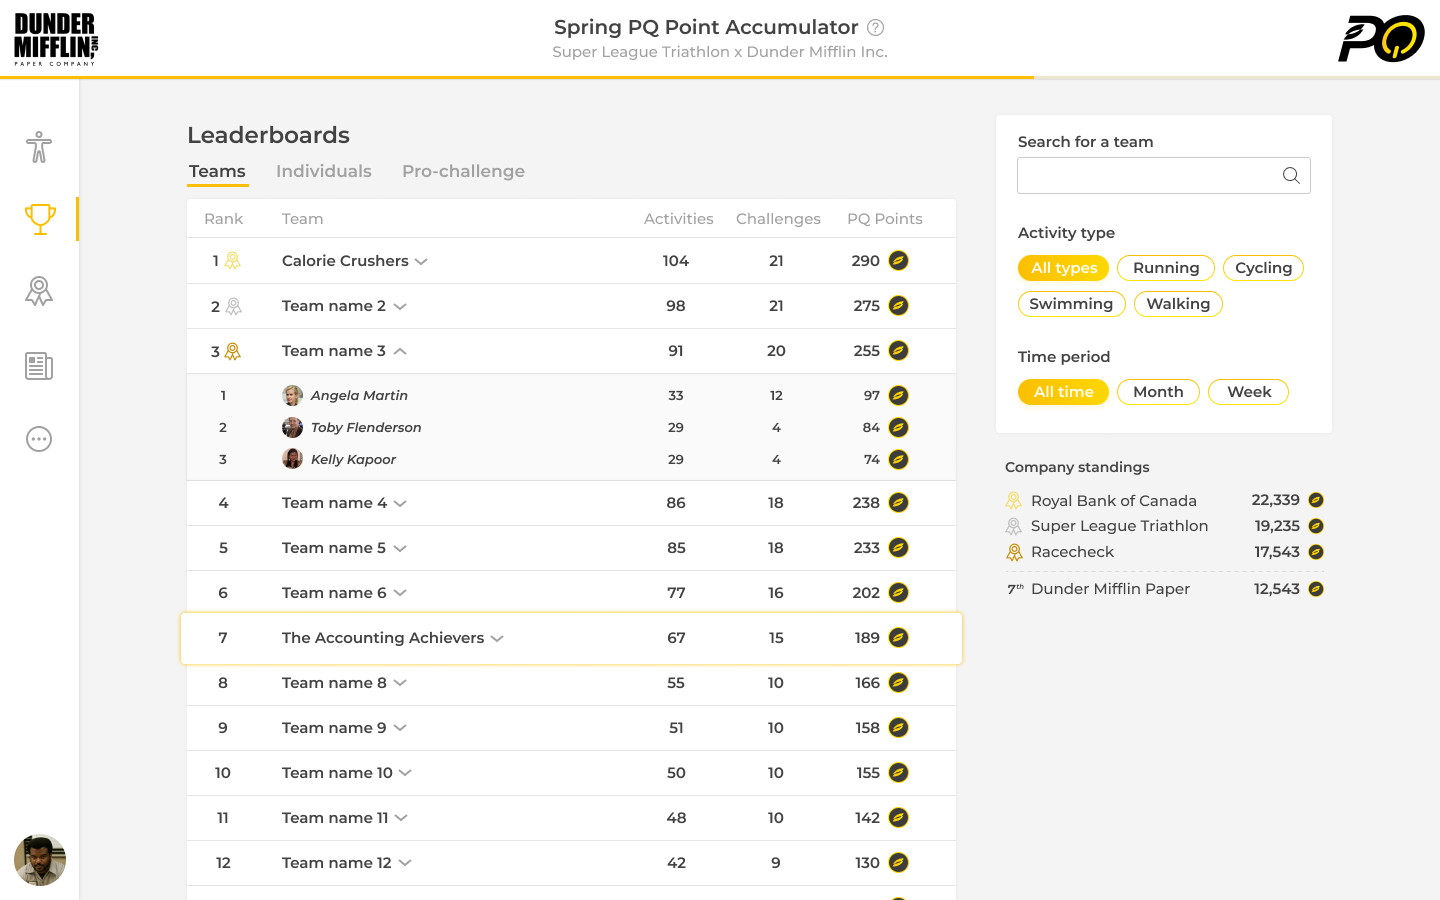 DUNDER
MIFFLIN, INC
PAPER COMPANY
Spring PQ Point Accumulator ?
Super League Triathlon x Dunder Mifflin Inc.
PQ
Leaderboards
Teams Individuals Pro-challenge
Rank Team Activities Challenges PQ Points
1 Calorie Crushers 104 21 290
2 Team name 2 98 21 275
3 Team name 3 91 20 255
1 Angela Martin 33 12 97
2 Toby Flenderson 29 4 84
3 Kelly Kapoor 29 4 74
4 Team name 4 86 18 238
5 Team name 5 85 18 233
6 Team name 6 77 16 202
7 The Accounting Achievers 67 15 189
8 Team name 8 55 10 166
9 Team name 9 51 10 158
10 Team name 10 50 10 155
11 Team name 11 48 10 142
12 Team name 12 42 9 130
Search for a team
Activity type
All types Running Cycling
Swimming Walking
Time period
All time Month Week
Company standings
Royal Bank of Canada 22,339
Super League Triathlon 19,235
Racecheck 17,543
7th Dunder Mifflin Paper 12,543